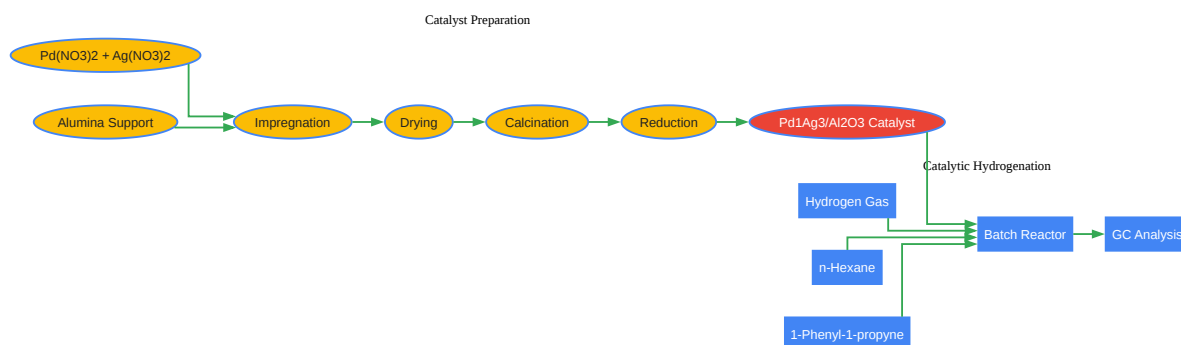 Catalyst Preparation
Pd(NO3)2 + Ag(NO3)2
Alumina Support
Impregnation
Drying
Calcination
Reduction
Pd1Ag3/Al2O3 Catalyst
Catalytic Hydrogenation
Hydrogen Gas
Batch Reactor
GC Analysis
n-Hexane
1-Phenyl-1-propyne